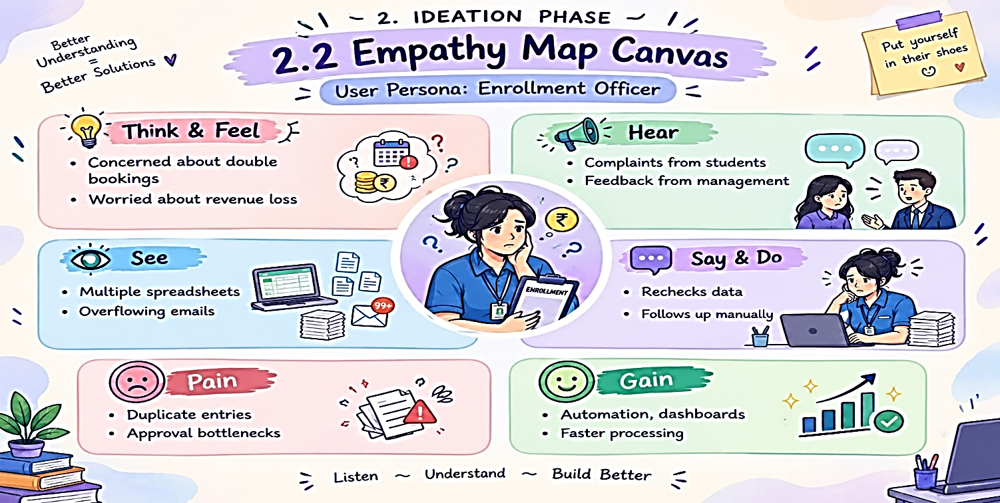 2. IDEATION PHASE
2.2 Empathy Map Canvas
User Persona: Enrollment Officer
Better
Understanding
=
Better Solutions
Put yourself
in their shoes
Think & Feel
• Concerned about double
bookings
• Worried about revenue loss
? ?
?
!
₹
Hear
• Complaints from students
• Feedback from management
See
• Multiple spreadsheets
• Overflowing emails
99+
₹
? ?
ENROLLMENT
Say & Do
• Rechecks data
• Follows up manually
Pain
• Duplicate entries
• Approval bottlenecks
!
Gain
• Automation, dashboards
• Faster processing
Listen ~ Understand ~ Build Better